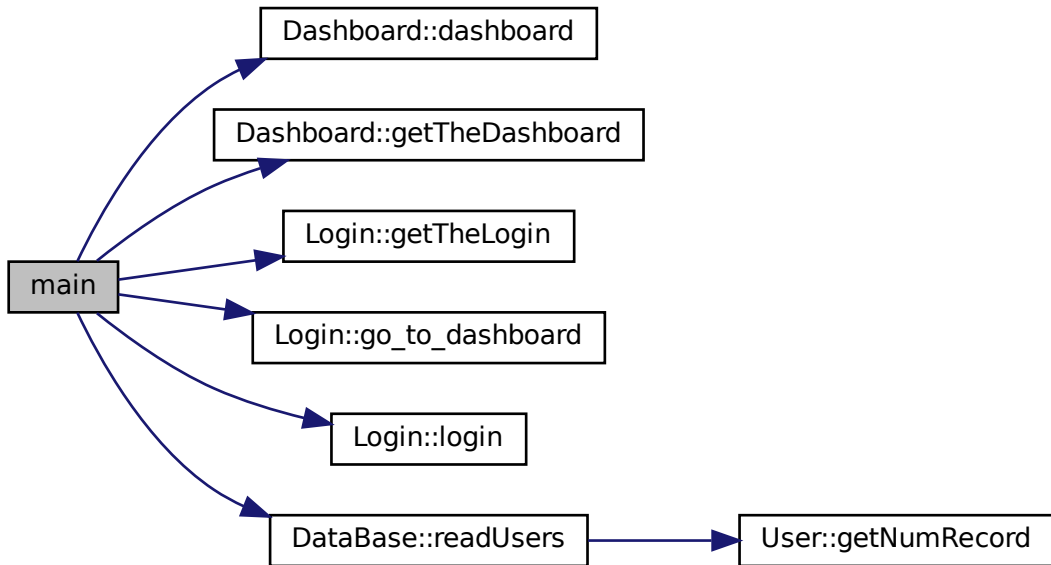 Dashboard::dashboard
Dashboard::getTheDashboard
Login::getTheLogin
main
Login::go_to_dashboard
Login::login
DataBase::readUsers
User::getNumRecord